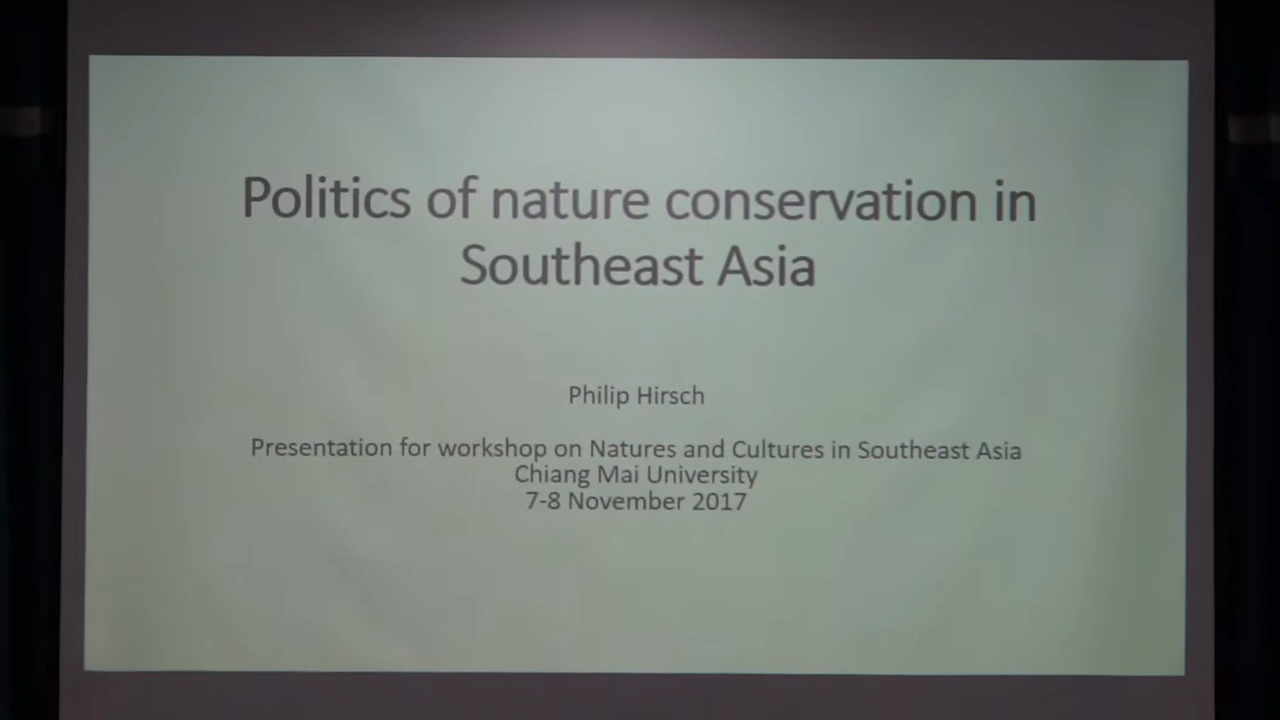 Politics of nature conservation in
Southeast Asia
Philip Hirsch
Presentation for workshop on Natures and Cultures in Southeast Asia
Chiang Mai University
7-8 November 2017